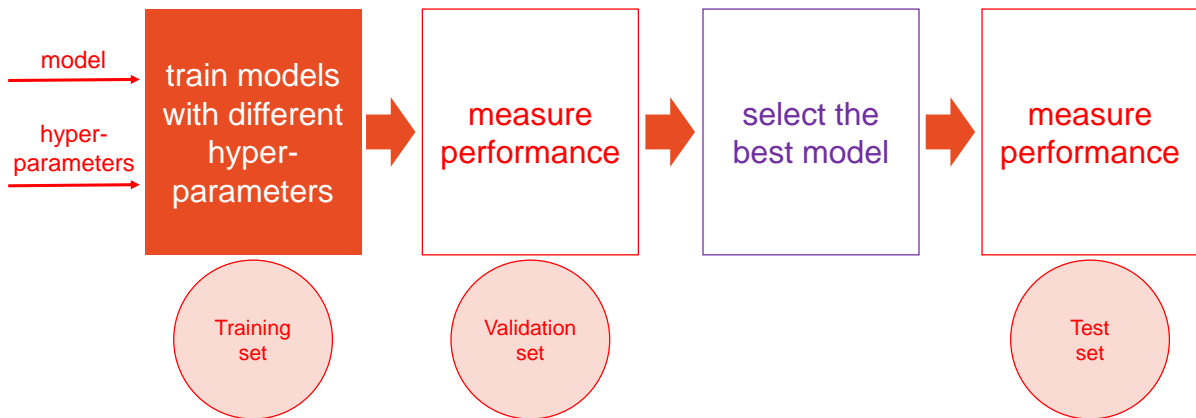 model
hyper-
parameters
train models
with different
hyper-
parameters
measure
performance
select the
best model
measure
performance
Training
set
Validation
set
Test
set